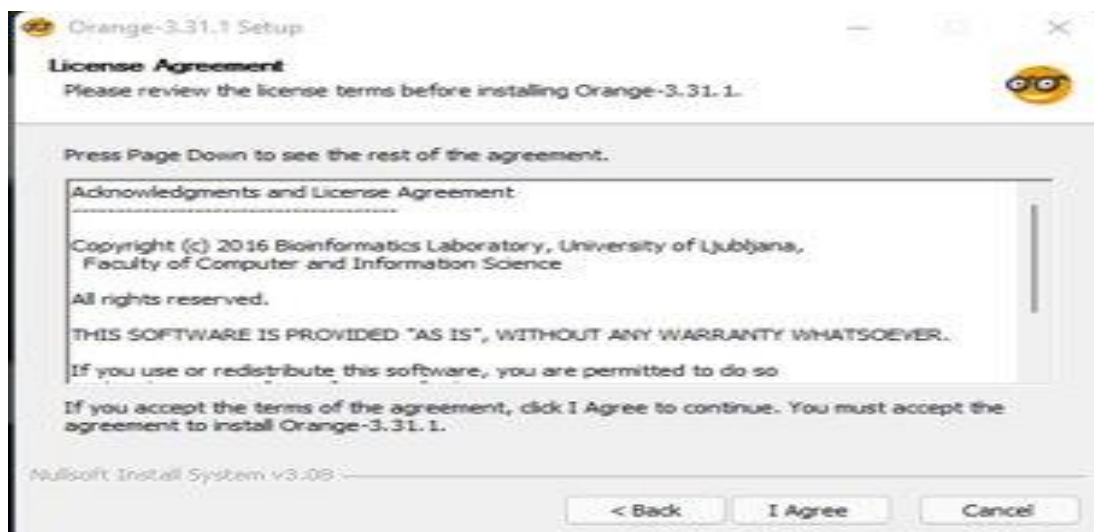 Orange-3.31.1 Setup
License Agreement
Please review the license terms before installing Orange-3.31.1.
Press Page Down to see the rest of the agreement.
Acknowledgments and License Agreement
----------------------------------------
Copyright (c) 2016 Bioinformatics Laboratory, University of Ljubljana,
Faculty of Computer and Information Science
All rights reserved.
THIS SOFTWARE IS PROVIDED "AS IS", WITHOUT ANY WARRANTY WHATSOEVER.
If you use or redistribute this software, you are permitted to do so
If you accept the terms of the agreement, click I Agree to continue. You must accept the
agreement to install Orange-3.31.1.
Nullsoft Install System v3.08
< Back I Agree Cancel